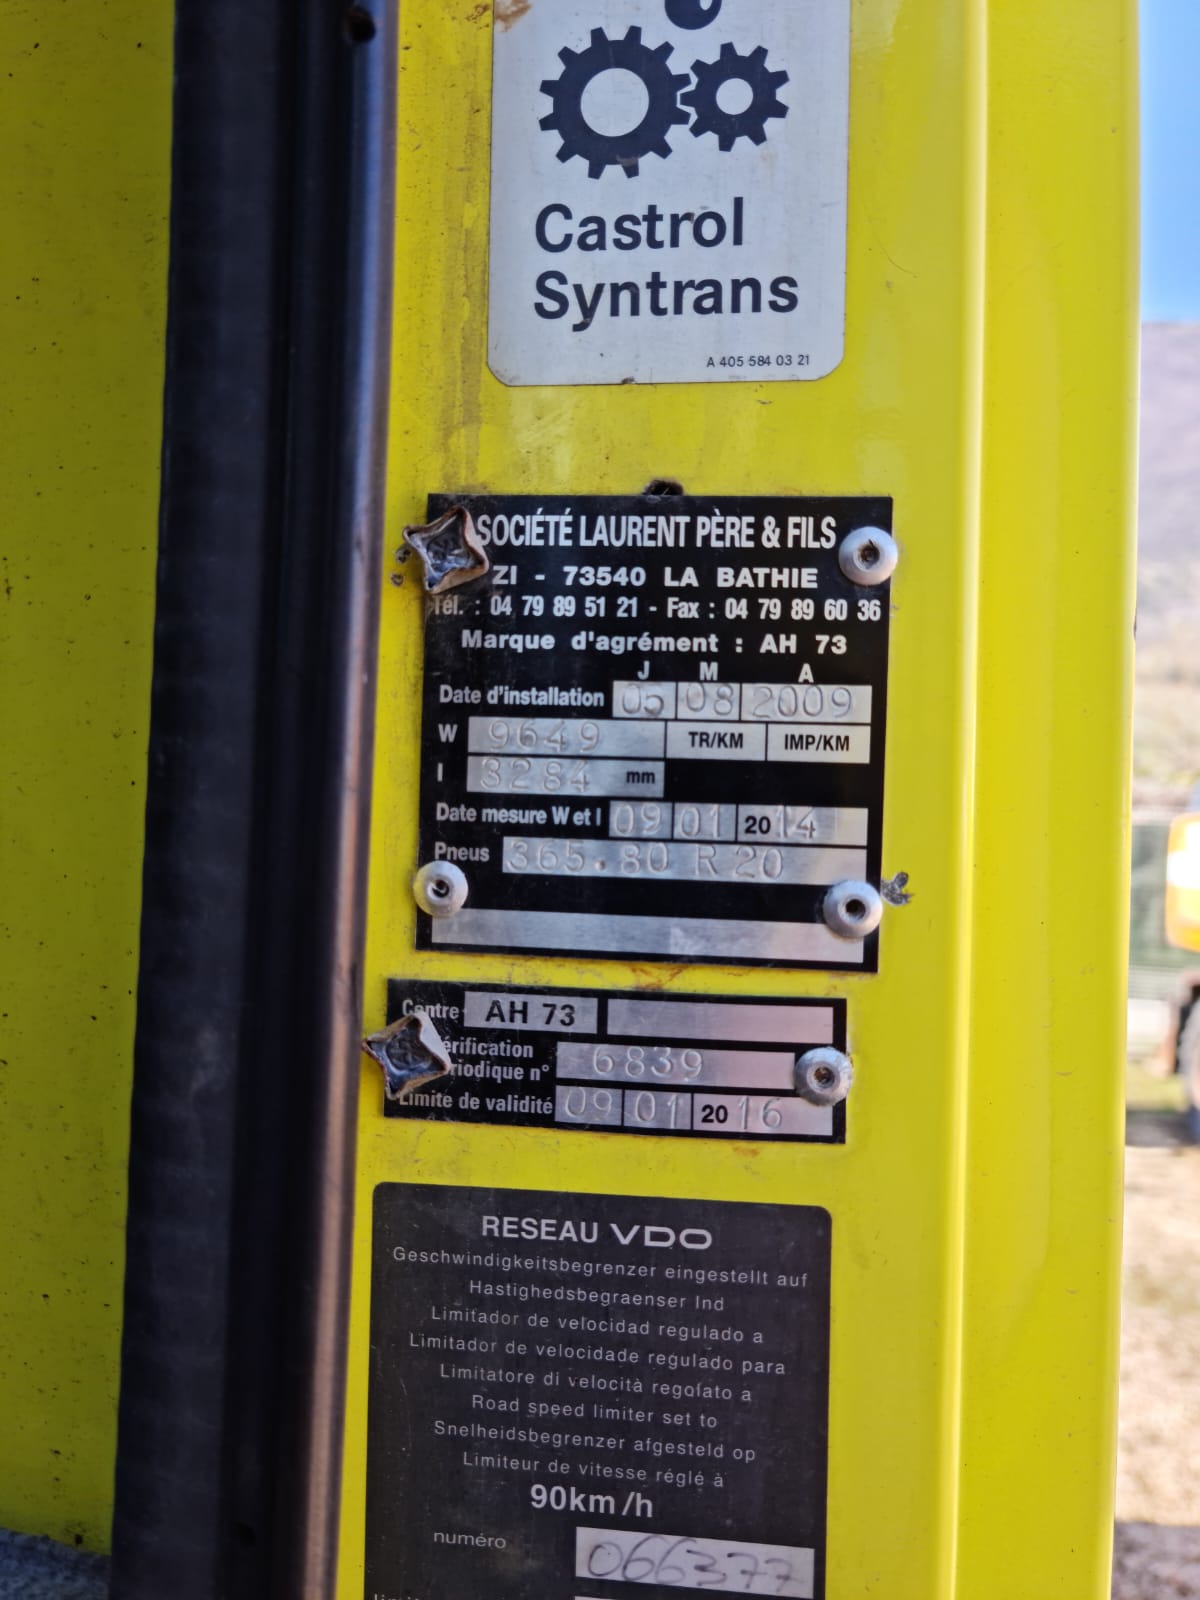 Castrol
Syntrans
A 405 584 03 21
SOCIÉTÉ LAURENT PÈRE & FILS
ZI - 73540 LA BATHIE
Tél. : 04 79 89 51 21 - Fax : 04 79 89 60 36
Marque d'agrément : AH 73
J M A
Date d'installation 05 08 2009
W 9649 TR/KM IMP/KM
l 3284 mm
Date mesure W et l 09 01 2014
Pneus 365.80 R 20
Centre AH 73
érification
riodique n° 6839
Limite de validité 09 01 2016
RESEAU VDO
Geschwindigkeitsbegrenzer eingestellt auf
Hastighedsbegraenser Ind
Limitador de velocidad regulado a
Limitador de velocidade regulado para
Limitatore di velocità regolato a
Road speed limiter set to
Snelheidsbegrenzer afgesteld op
Limiteur de vitesse réglé à
90km/h
numéro 066377